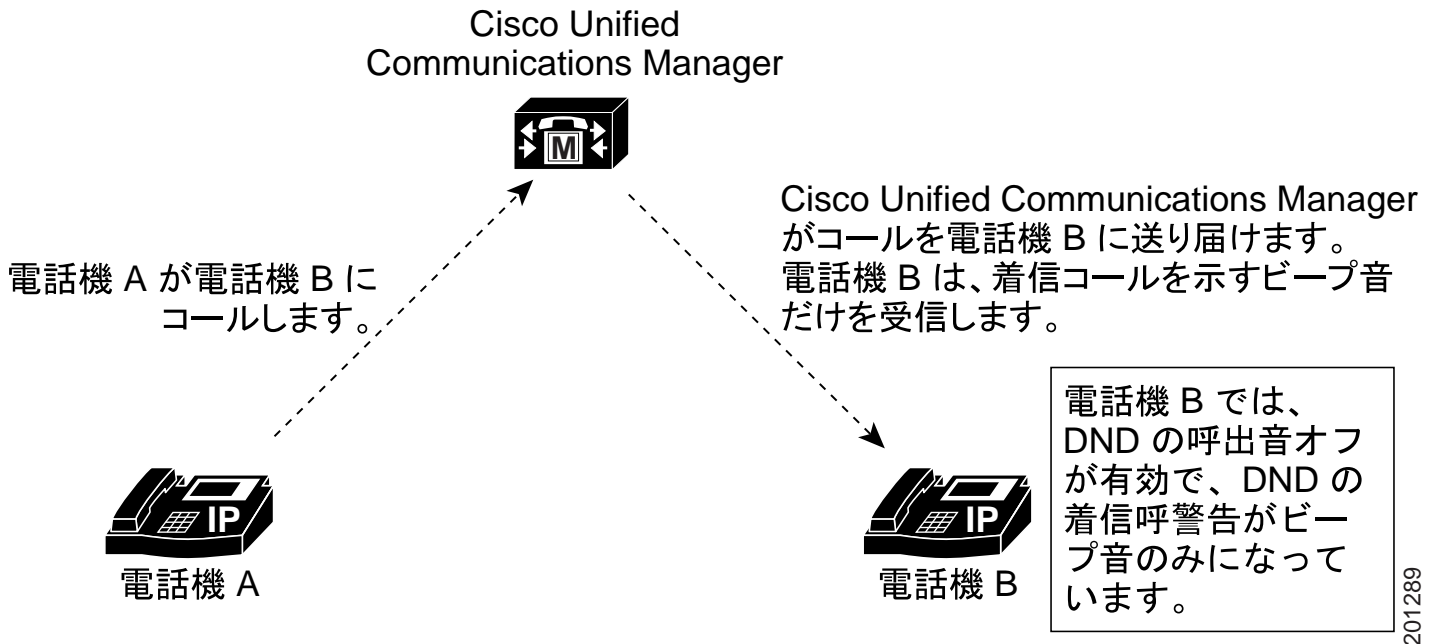 Cisco Unified
Communications Manager
M
Cisco Unified Communications Manager
がコールを電話機 B に送り届けます。
電話機 B は、着信コールを示すビープ音
だけを受信します。
電話機 A が電話機 B に
コールします。
IP
電話機 A
IP
電話機 B
電話機 B では、
DND の呼出音オフ
が有効で、DND の
着信呼警告がビー
プ音のみになって
います。
201289